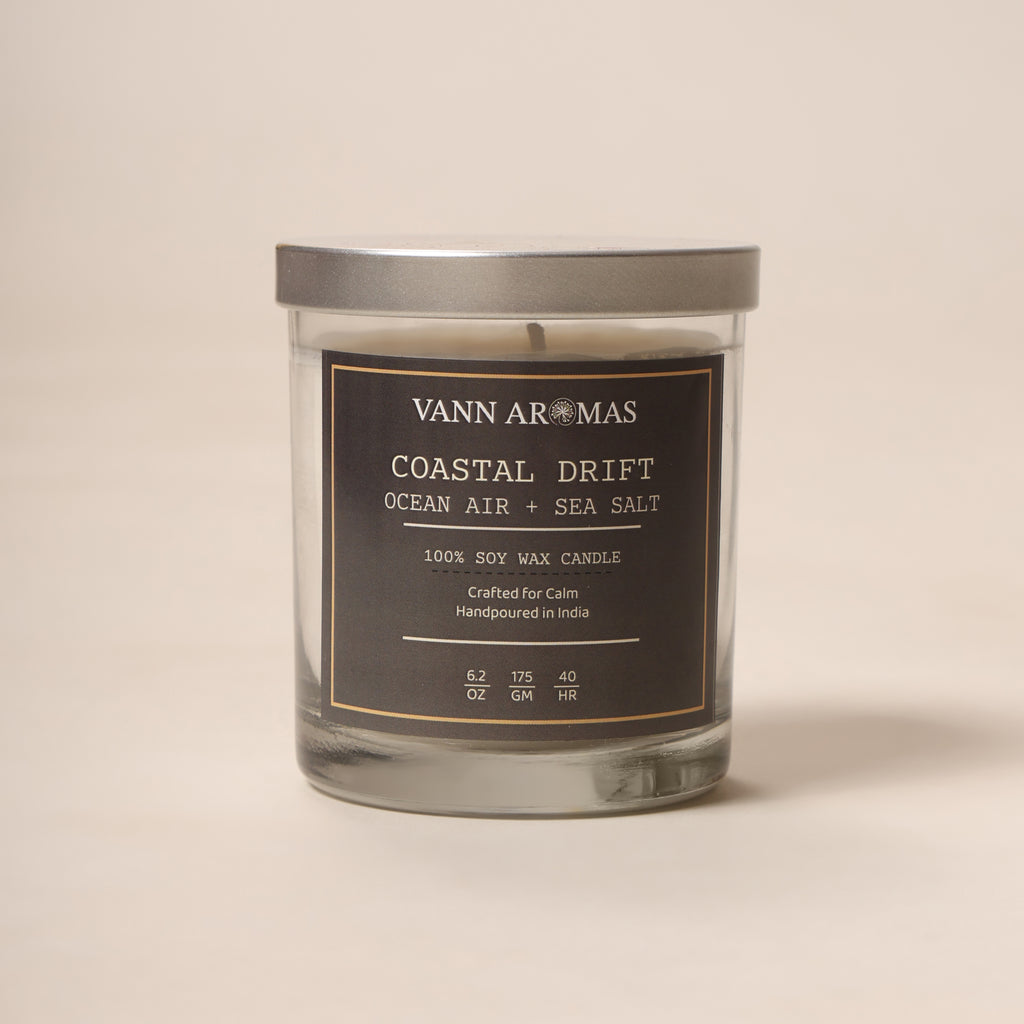 VANN AROMAS
COASTAL DRIFT
OCEAN AIR + SEA SALT
100% SOY WAX CANDLE
Crafted for Calm
Handpoured in India
6.2 175 40
OZ GM HR